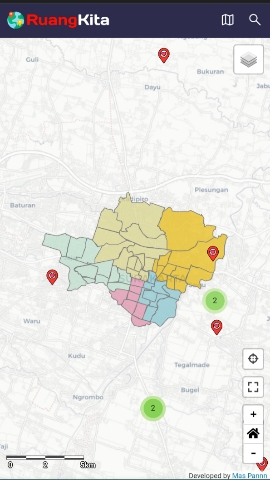 RuangKita
Guli
Bukuran
Dayu
Plesungan
Baturan
2
Waru
Kudu
Tegalmade
Bugel
Ngrombo
2
+
-
0 2 5km
Developed by Mas Pannn